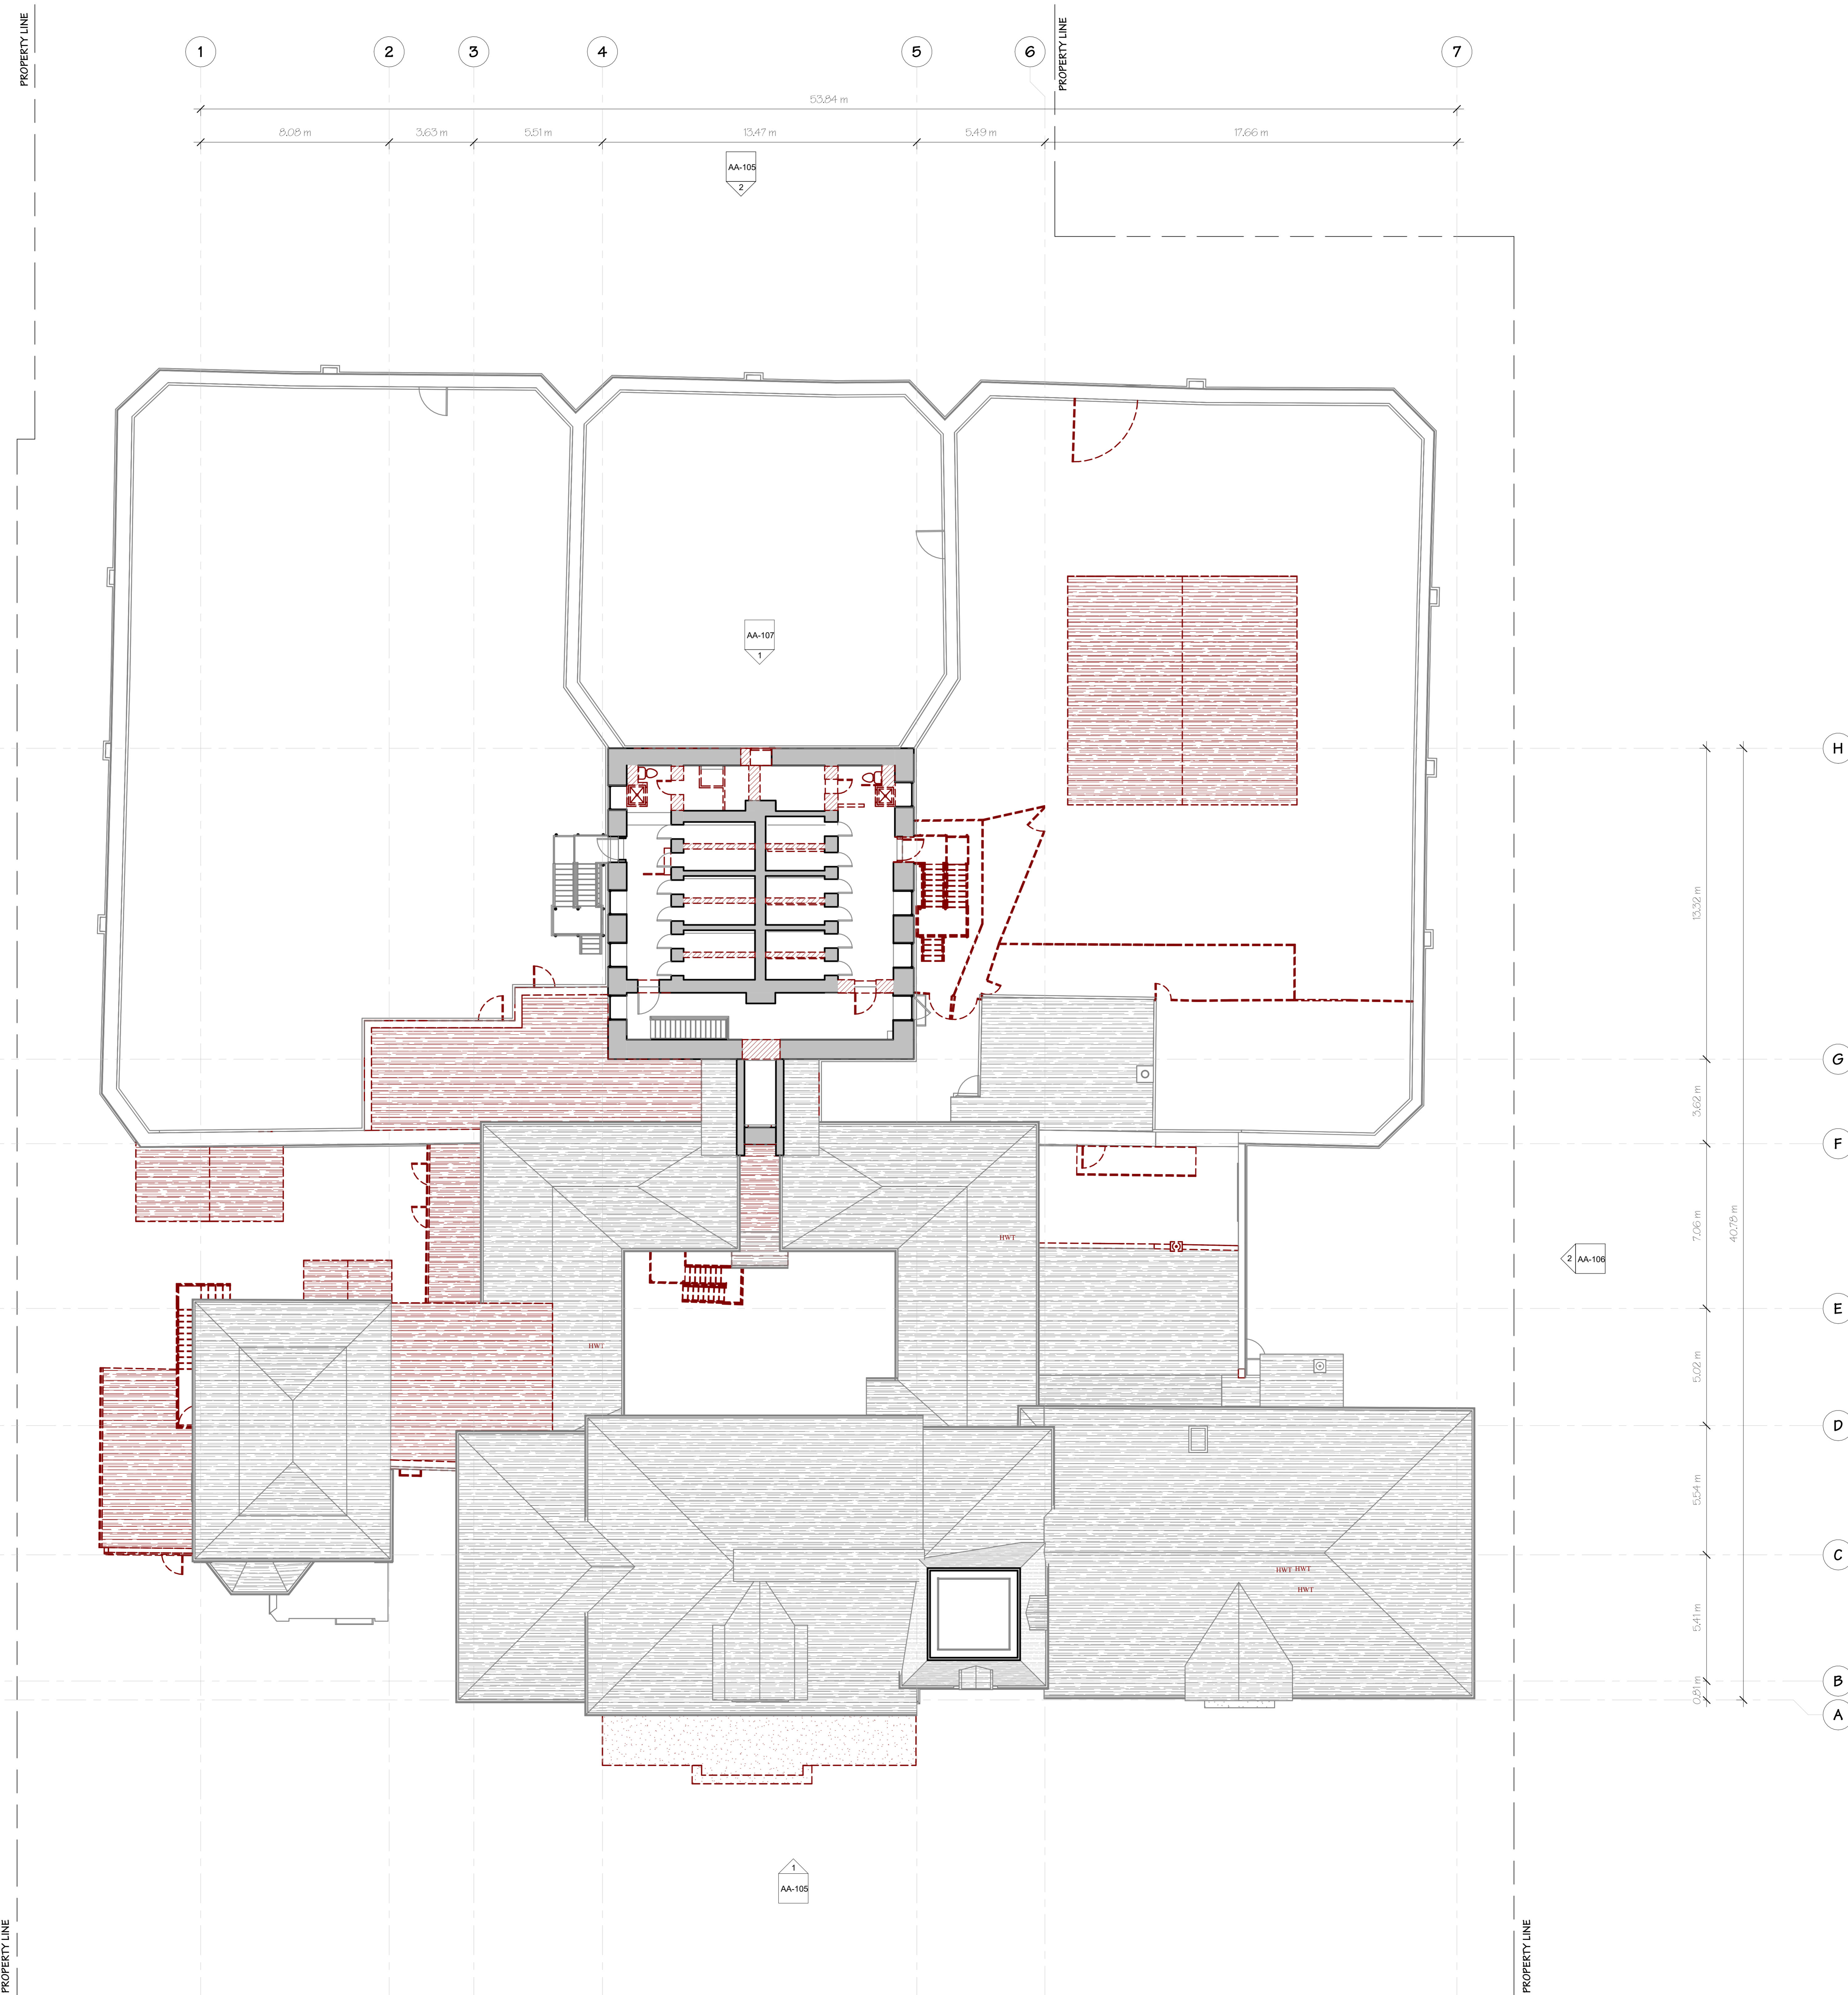 PROPERTY LINE
PROPERTY LINE
1
2
3
4
5
6
7
53.84 m
8.08 m
3.63 m
5.51 m
13.47 m
5.49 m
17.66 m
AA-105
2
AA-107
1
H
13.32 m
G
3.62 m
F
7.06 m
40.78 m
HWT
2
AA-106
E
HWT
5.02 m
D
5.54 m
C
HWT
HWT
HWT
5.41 m
B
0.81 m
A
1
AA-105
PROPERTY LINE
PROPERTY LINE